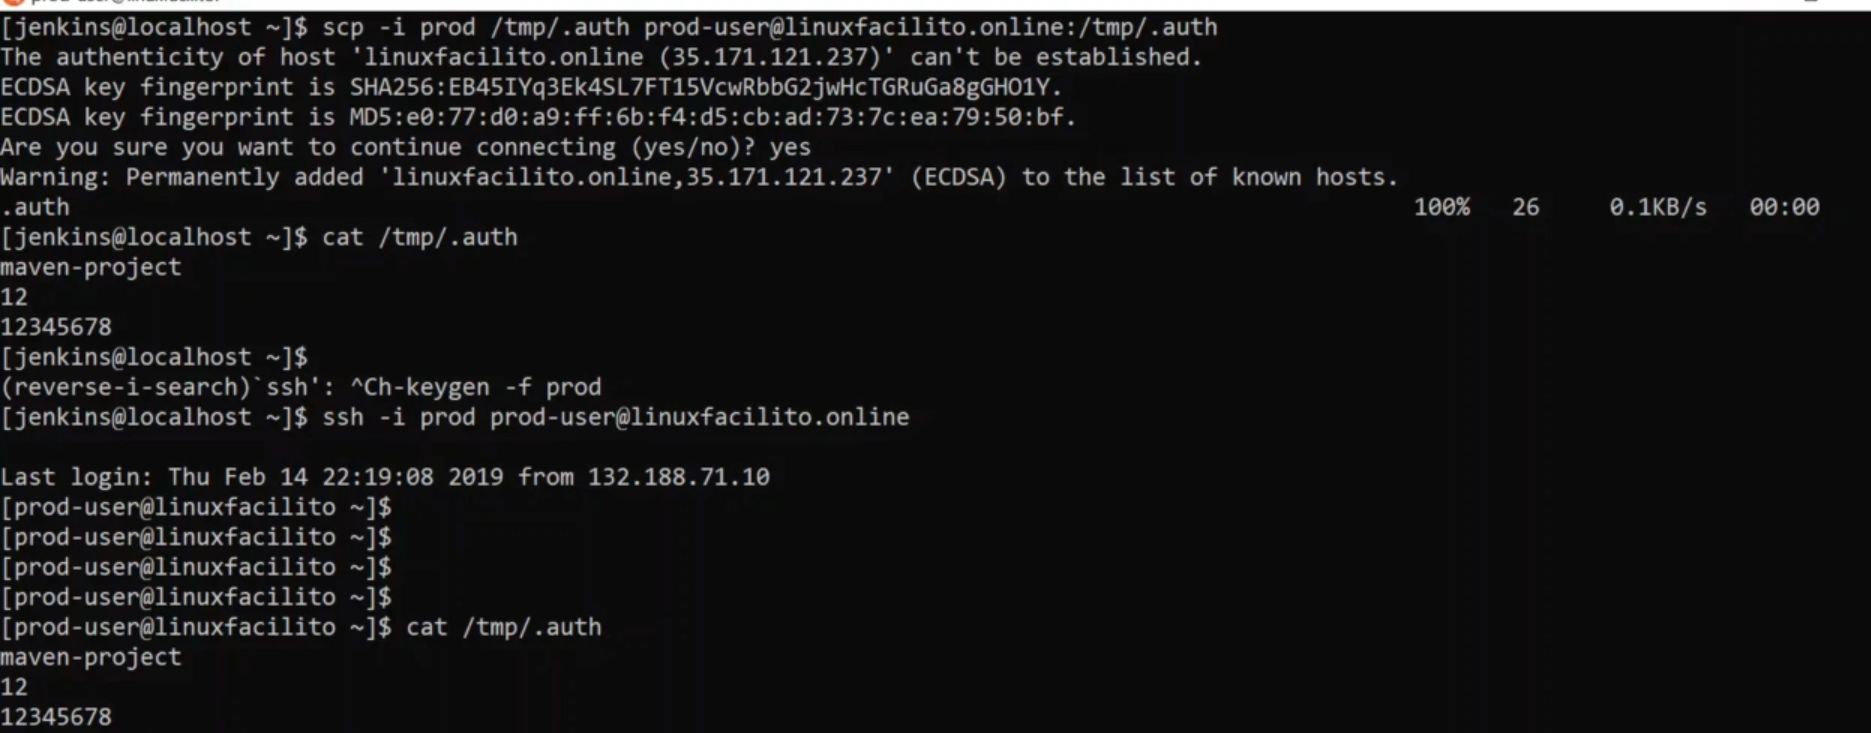 [jenkins@localhost ~]$ scp -i prod /tmp/.auth prod-user@linuxfacilito.online:/tmp/.auth
The authenticity of host 'linuxfacilito.online (35.171.121.237)' can't be established.
ECDSA key fingerprint is SHA256:EB45IYq3Ek4SL7FT15VcwRbbG2jwHcTGRuGa8gGHO1Y.
ECDSA key fingerprint is MD5:e0:77:d0:a9:ff:6b:f4:d5:cb:ad:73:7c:ea:79:50:bf.
Are you sure you want to continue connecting (yes/no)? yes
Warning: Permanently added 'linuxfacilito.online,35.171.121.237' (ECDSA) to the list of known hosts.
.auth 100% 26 0.1KB/s 00:00
[jenkins@localhost ~]$ cat /tmp/.auth
maven-project
12
12345678
[jenkins@localhost ~]$
(reverse-i-search)`ssh': ^Ch-keygen -f prod
[jenkins@localhost ~]$ ssh -i prod prod-user@linuxfacilito.online
Last login: Thu Feb 14 22:19:08 2019 from 132.188.71.10
[prod-user@linuxfacilito ~]$
[prod-user@linuxfacilito ~]$
[prod-user@linuxfacilito ~]$
[prod-user@linuxfacilito ~]$
[prod-user@linuxfacilito ~]$ cat /tmp/.auth
maven-project
12
12345678